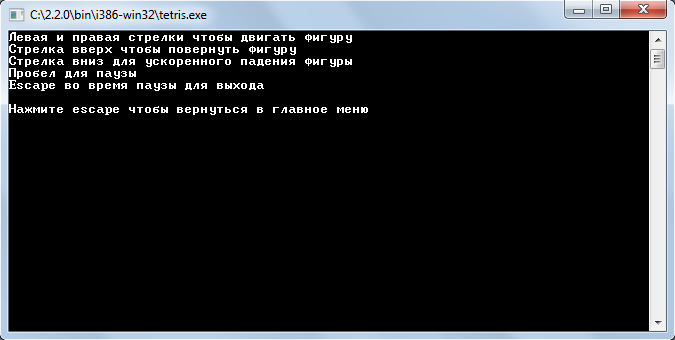 C:\2.2.0\bin\i386-win32\tetris.exe
Левая и правая стрелки чтобы двигать фигуру
Стрелка вверх чтобы повернуть фигуру
Стрелка вниз для ускоренного падения фигуры
Пробел для паузы
Escape во время паузы для выхода
Нажмите escape чтобы вернуться в главное меню